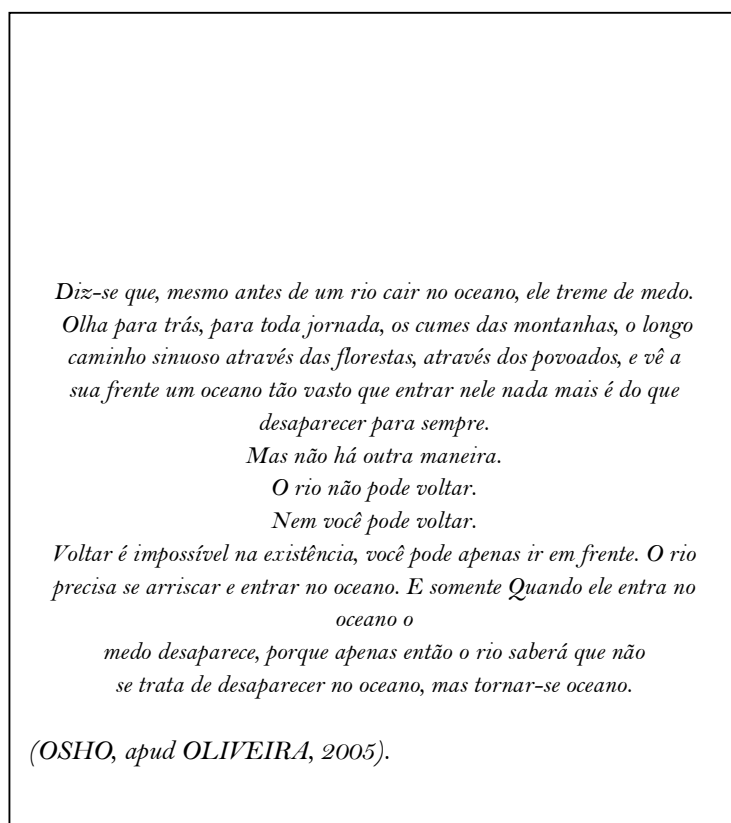 Diz-se que, mesmo antes de um rio cair no oceano, ele treme de medo.
Olha para trás, para toda jornada, os cumes das montanhas, o longo
caminho sinuoso através das florestas, através dos povoados, e vê a
sua frente um oceano tão vasto que entrar nele nada mais é do que
desaparecer para sempre.
Mas não há outra maneira.
O rio não pode voltar.
Nem você pode voltar.
Voltar é impossível na existência, você pode apenas ir em frente. O rio
precisa se arriscar e entrar no oceano. E somente Quando ele entra no
oceano o
medo desaparece, porque apenas então o rio saberá que não
se trata de desaparecer no oceano, mas tornar-se oceano.
(OSHO, apud OLIVEIRA, 2005).